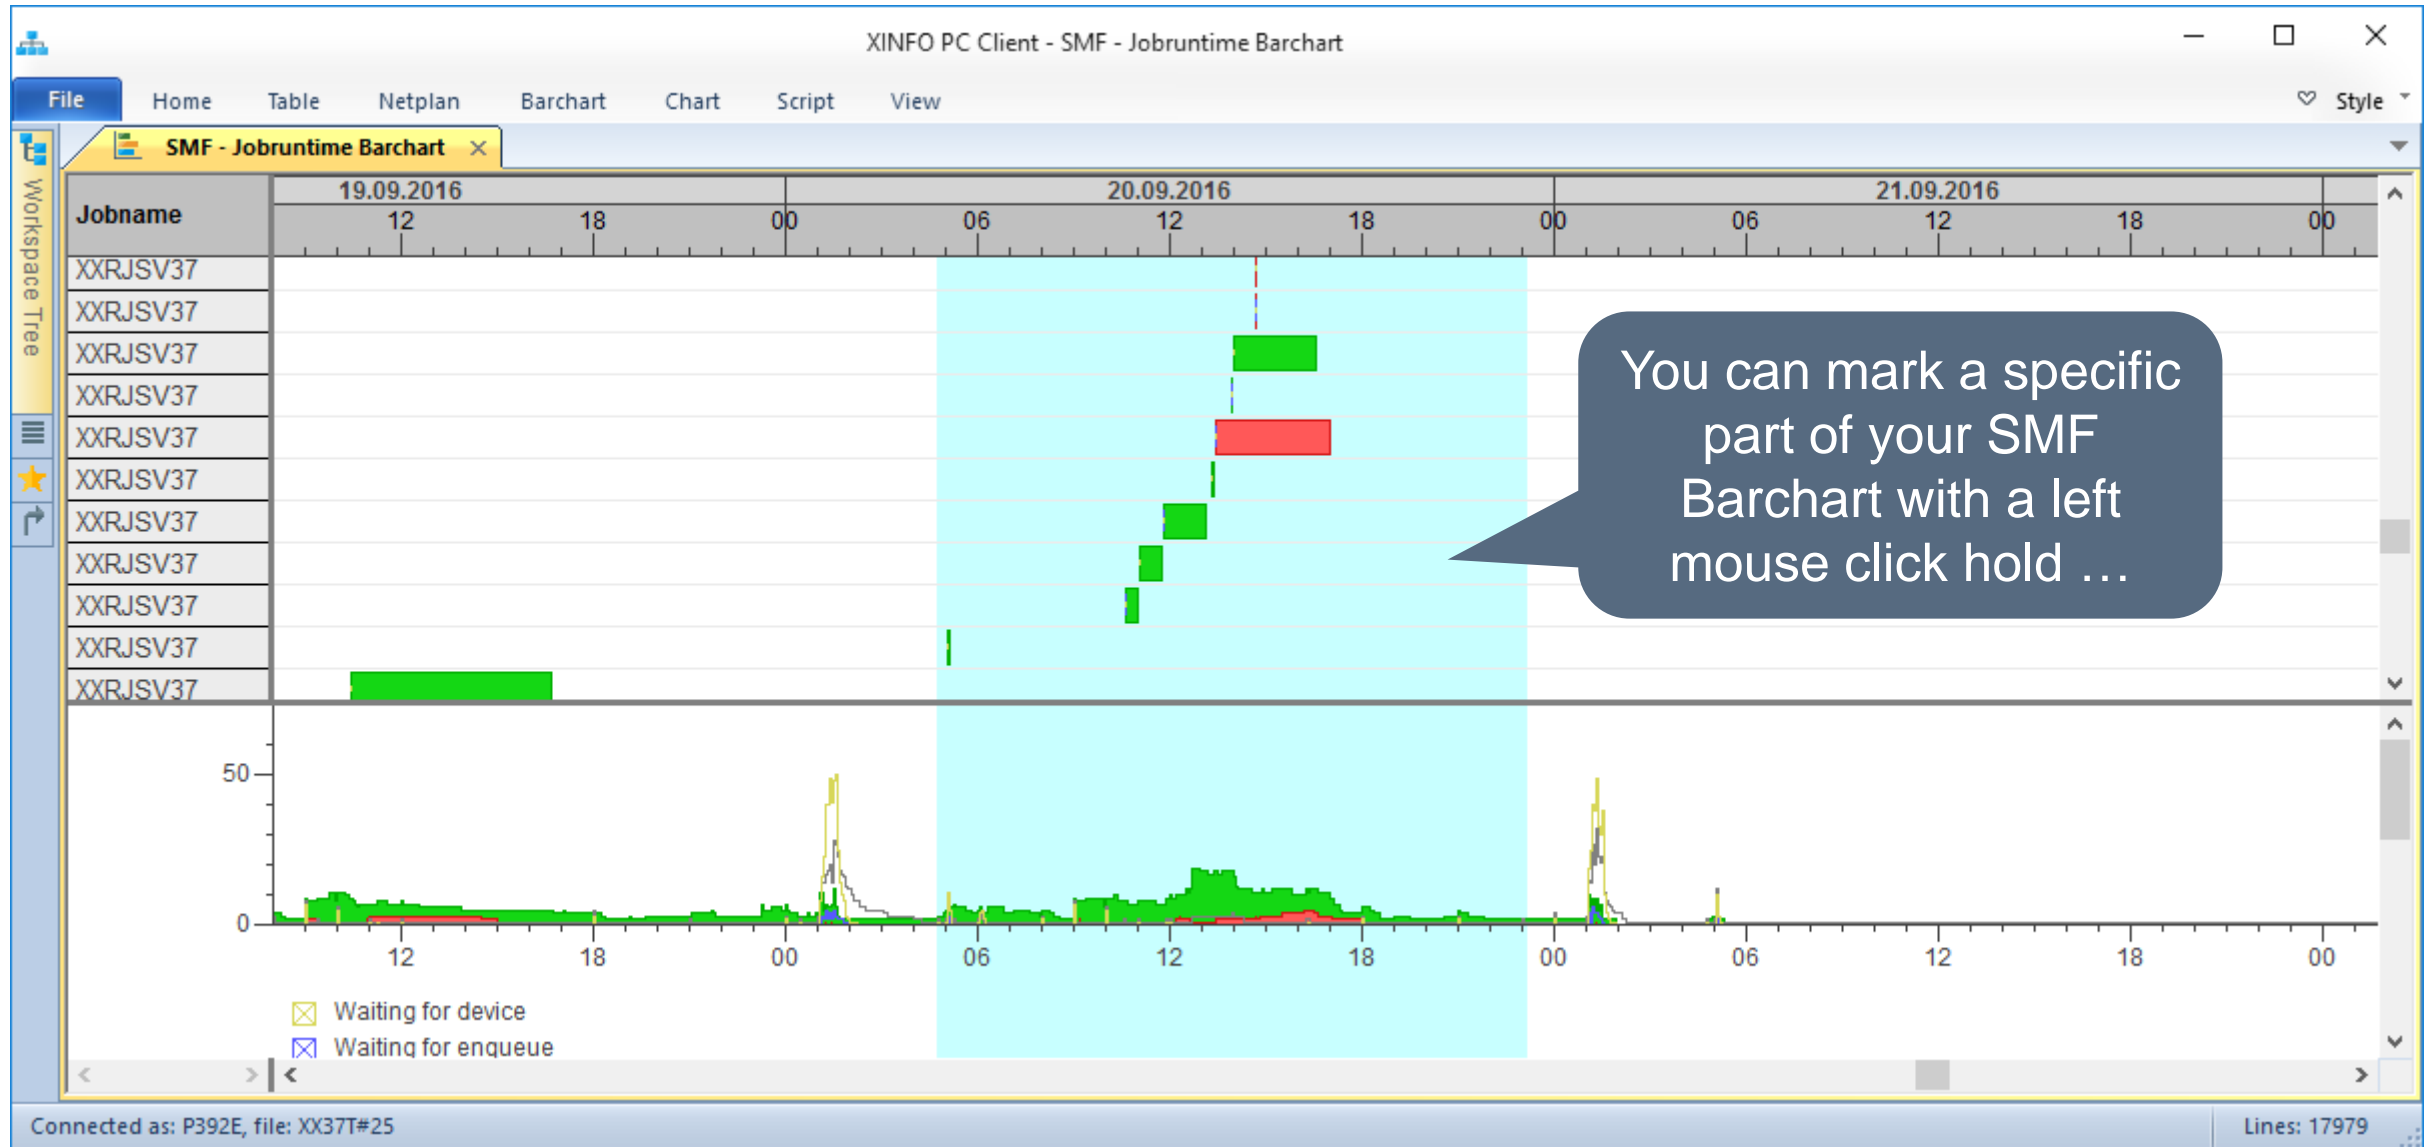 XINFO PC Client - SMF - Jobruntime Barchart
File Home Table Netplan Barchart Chart Script View Style
SMF - Jobruntime Barchart
Workspace Tree
Jobname
19.09.2016 20.09.2016 21.09.2016
12 18 00 06 12 18 00 06 12 18 00
XXRJSV37
XXRJSV37
XXRJSV37
XXRJSV37
XXRJSV37
XXRJSV37
XXRJSV37
XXRJSV37
XXRJSV37
XXRJSV37
XXRJSV37
You can mark a specific
part of your SMF
Barchart with a left
mouse click hold …
50
0
12 18 00 06 12 18 00 06 12 18 00
Waiting for device
Waiting for enqueue
Connected as: P392E, file: XX37T#25
Lines: 17979